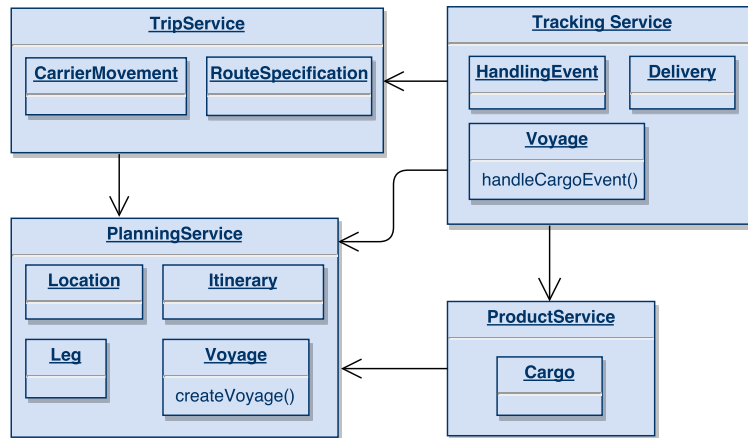 TripService
CarrierMovement
RouteSpecification
Tracking Service
HandlingEvent
Delivery
Voyage
handleCargoEvent()
PlanningService
Location
Itinerary
Leg
Voyage
createVoyage()
ProductService
Cargo